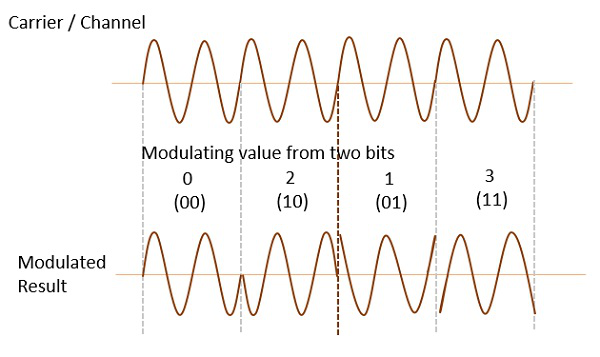 Carrier / Channel
Modulating value from two bits
0 2 1 3
(00) (10) (01) (11)
Modulated
Result